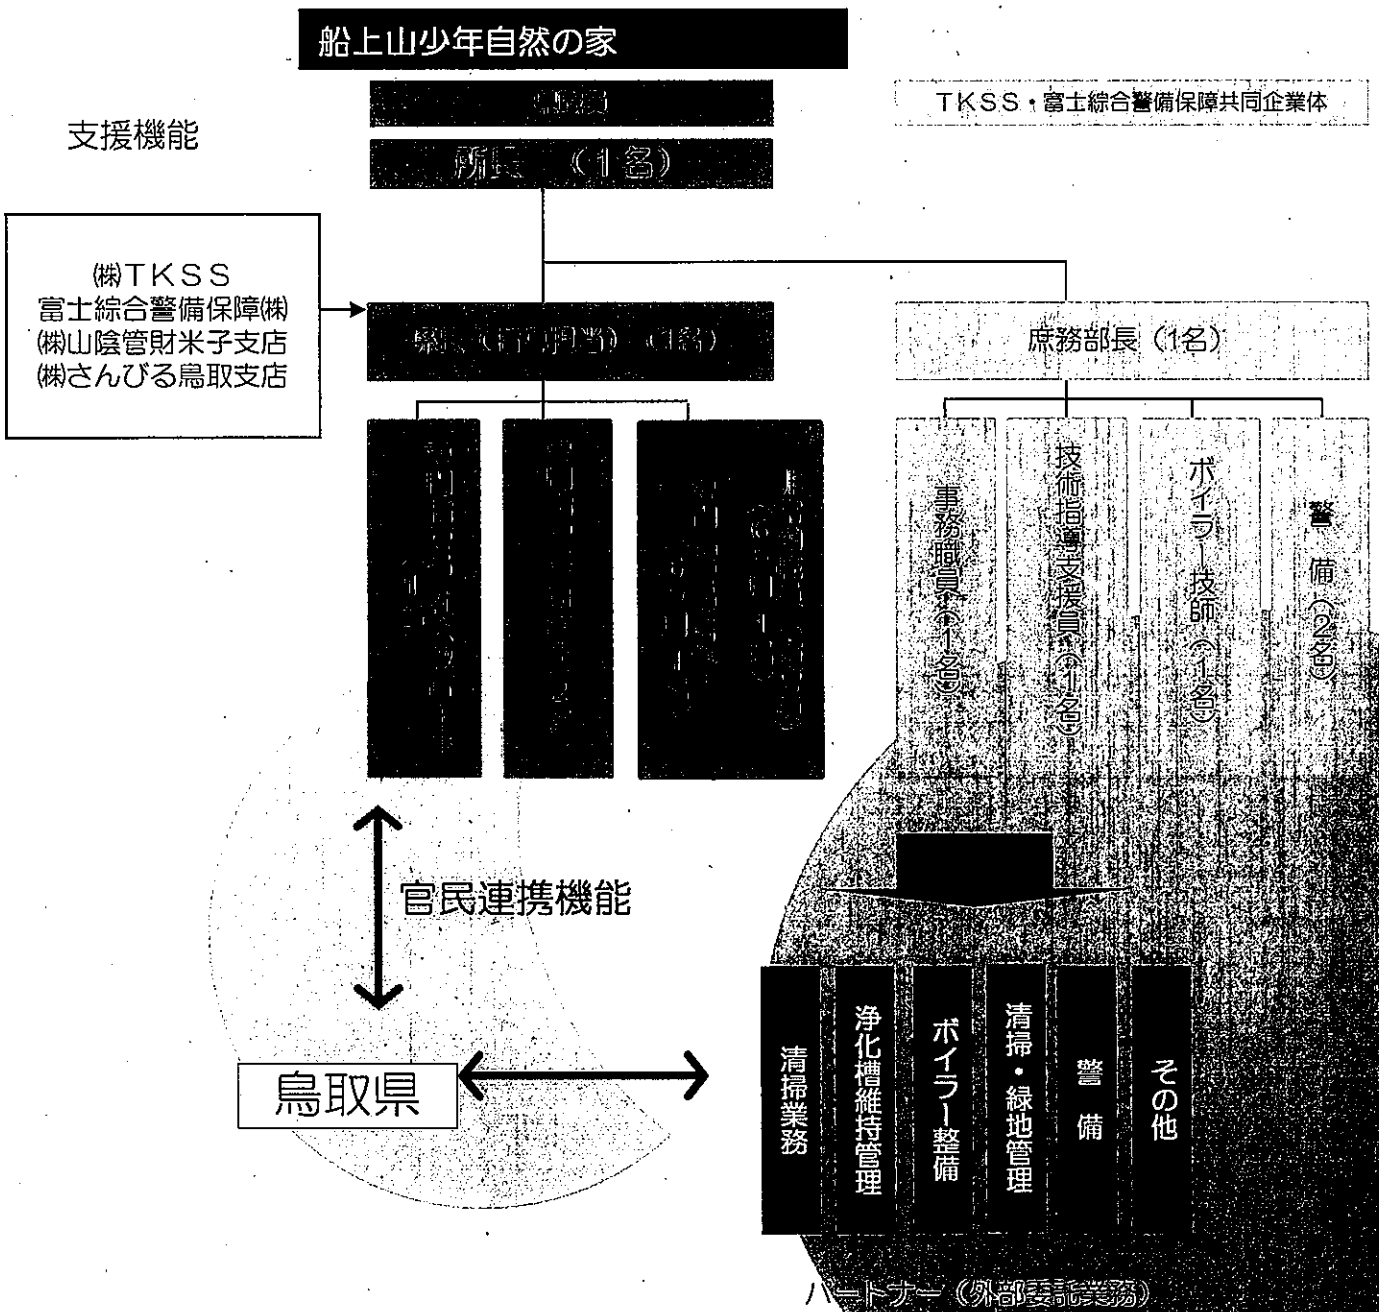 船上山少年自然の家
県職員
TKSS・富士綜合警備保障共同企業体
支援機能
所長 (1名)
㈱TKSS
富士綜合警備保障㈱
㈱山陰管財米子支店
㈱さんびる鳥取支店
庶務部長(1名)
事務職員(1名)
技術指導支援員(1名)
ボイラー技師(1名)
警 備(2名)
官民連携機能
鳥取県
清掃業務
浄化槽維持管理
ボイラー整備
清掃・緑地管理
警 備
その他
パートナー(外部委託業務)